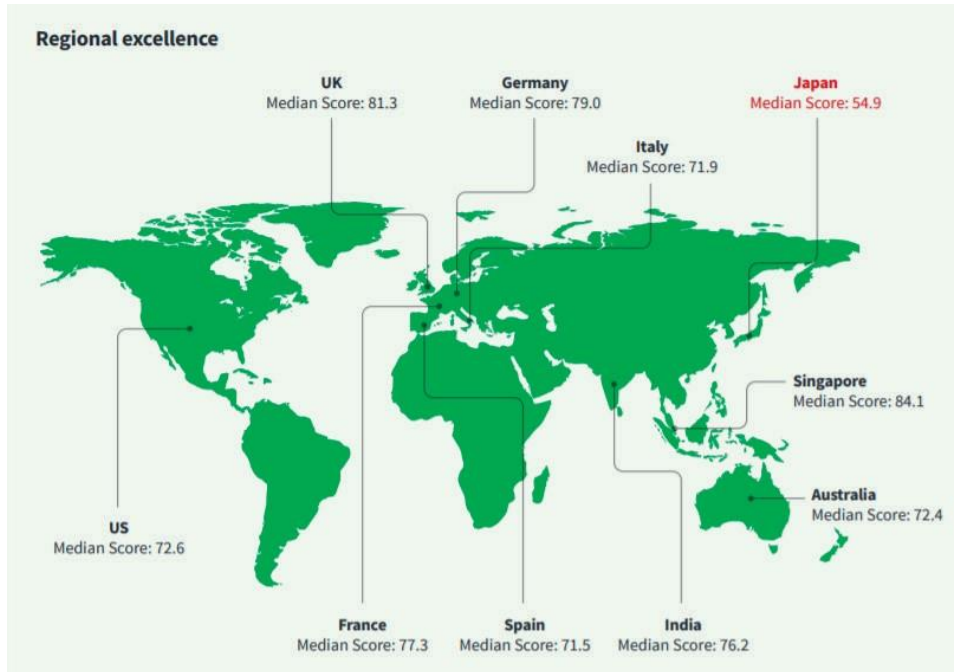 Regional excellence
UK
Median Score: 81.3
Germany
Median Score: 79.0
Japan
Median Score: 54.9
Italy
Median Score: 71.9
Singapore
Median Score: 84.1
Australia
Median Score: 72.4
US
Median Score: 72.6
France
Median Score: 77.3
Spain
Median Score: 71.5
India
Median Score: 76.2